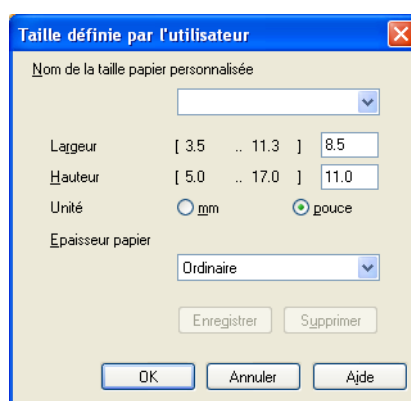 Taille définie par l'utilisateur
Nom de la taille papier personnalisée
Largeur [ 3.5 .. 11.3 ] 8.5
Hauteur [ 5.0 .. 17.0 ] 11.0
Unité mm pouce
Epaisseur papier
Ordinaire
Enregistrer Supprimer
OK Annuler Aide